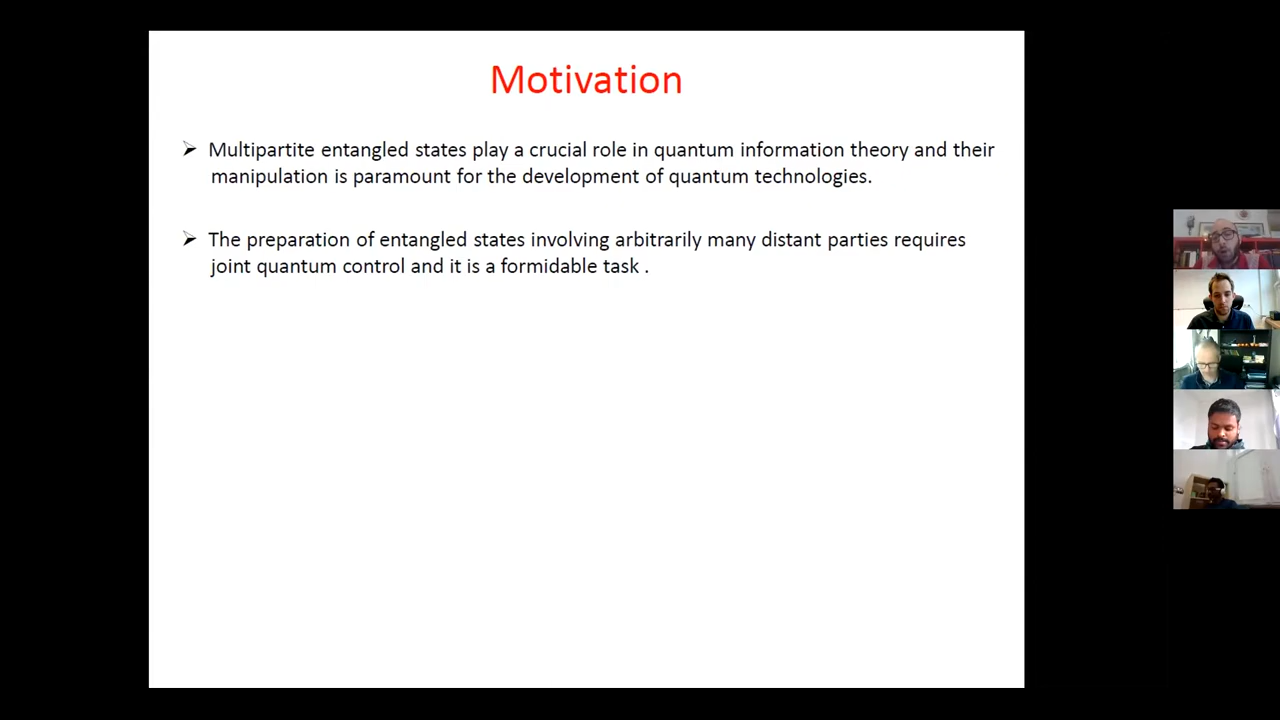 Motivation
➢ Multipartite entangled states play a crucial role in quantum information theory and their
manipulation is paramount for the development of quantum technologies.
➢ The preparation of entangled states involving arbitrarily many distant parties requires
joint quantum control and it is a formidable task .